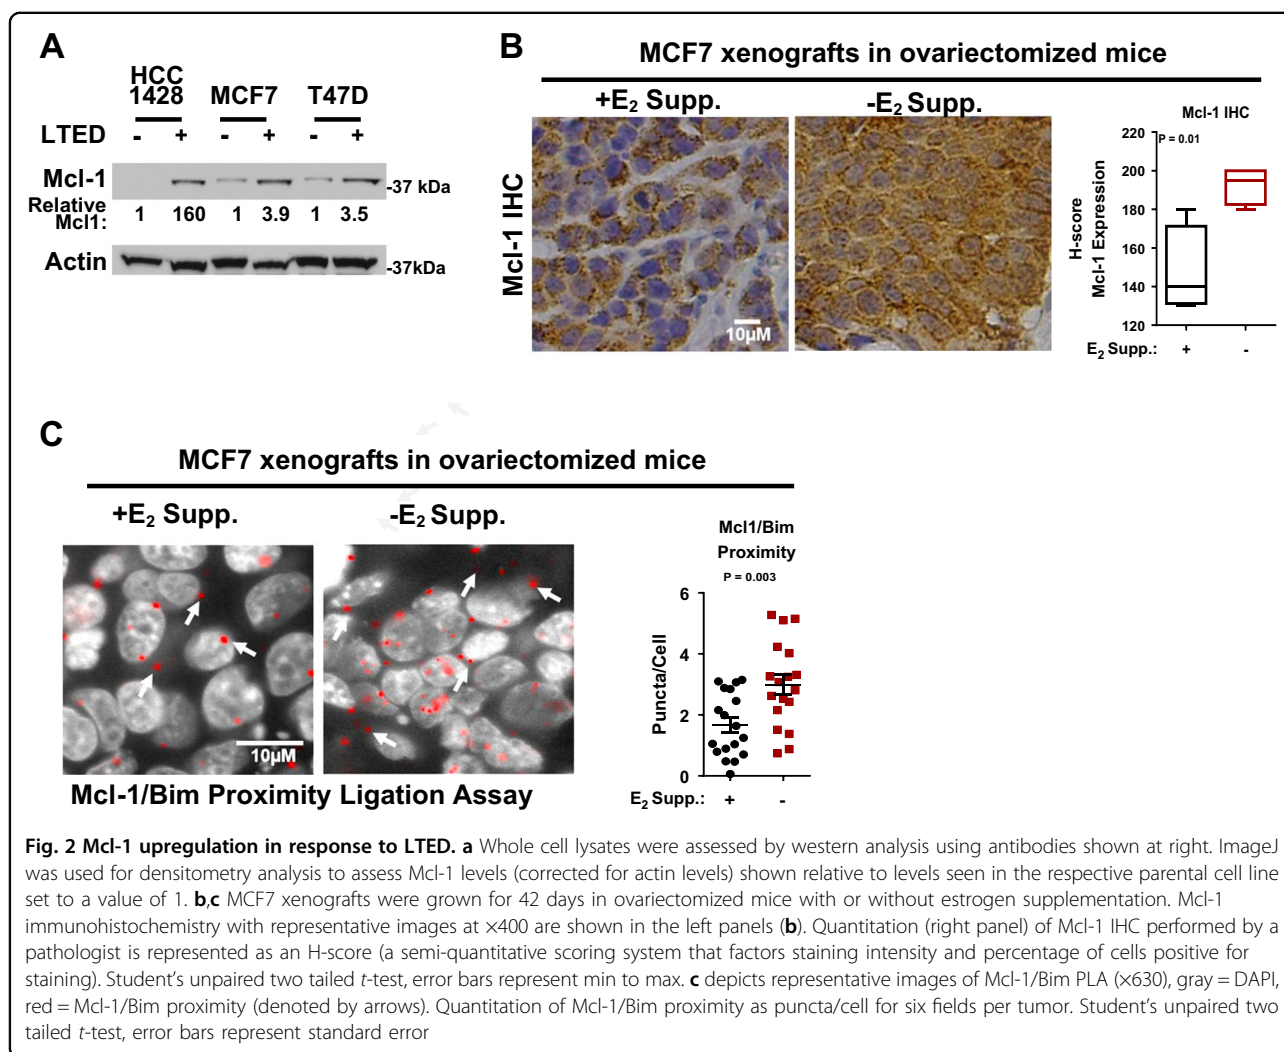 A
HCC
1428 MCF7 T47D
LTED - + - + - +
Mcl-1 -37 kDa
Relative
Mcl1: 1 160 1 3.9 1 3.5
Actin -37kDa
B
MCF7 xenografts in ovariectomized mice
+E2 Supp. -E2 Supp.
Mcl-1 IHC
10µM
Mcl-1 IHC
P = 0.01
H-score
Mcl-1 Expression
220
200
180
160
140
120
E2 Supp.: + -
C
MCF7 xenografts in ovariectomized mice
+E2 Supp. -E2 Supp.
10µM
Mcl-1/Bim Proximity Ligation Assay
Mcl1/Bim
Proximity
P = 0.003
Puncta/Cell
6
4
2
0
E2 Supp.: + -
Fig. 2 Mcl-1 upregulation in response to LTED. a Whole cell lysates were assessed by western analysis using antibodies shown at right. ImageJ
was used for densitometry analysis to assess Mcl-1 levels (corrected for actin levels) shown relative to levels seen in the respective parental cell line
set to a value of 1. b,c MCF7 xenografts were grown for 42 days in ovariectomized mice with or without estrogen supplementation. Mcl-1
immunohistochemistry with representative images at ×400 are shown in the left panels (b). Quantitation (right panel) of Mcl-1 IHC performed by a
pathologist is represented as an H-score (a semi-quantitative scoring system that factors staining intensity and percentage of cells positive for
staining). Student's unpaired two tailed t-test, error bars represent min to max. c depicts representative images of Mcl-1/Bim PLA (×630), gray = DAPI,
red = Mcl-1/Bim proximity (denoted by arrows). Quantitation of Mcl-1/Bim proximity as puncta/cell for six fields per tumor. Student's unpaired two
tailed t-test, error bars represent standard error